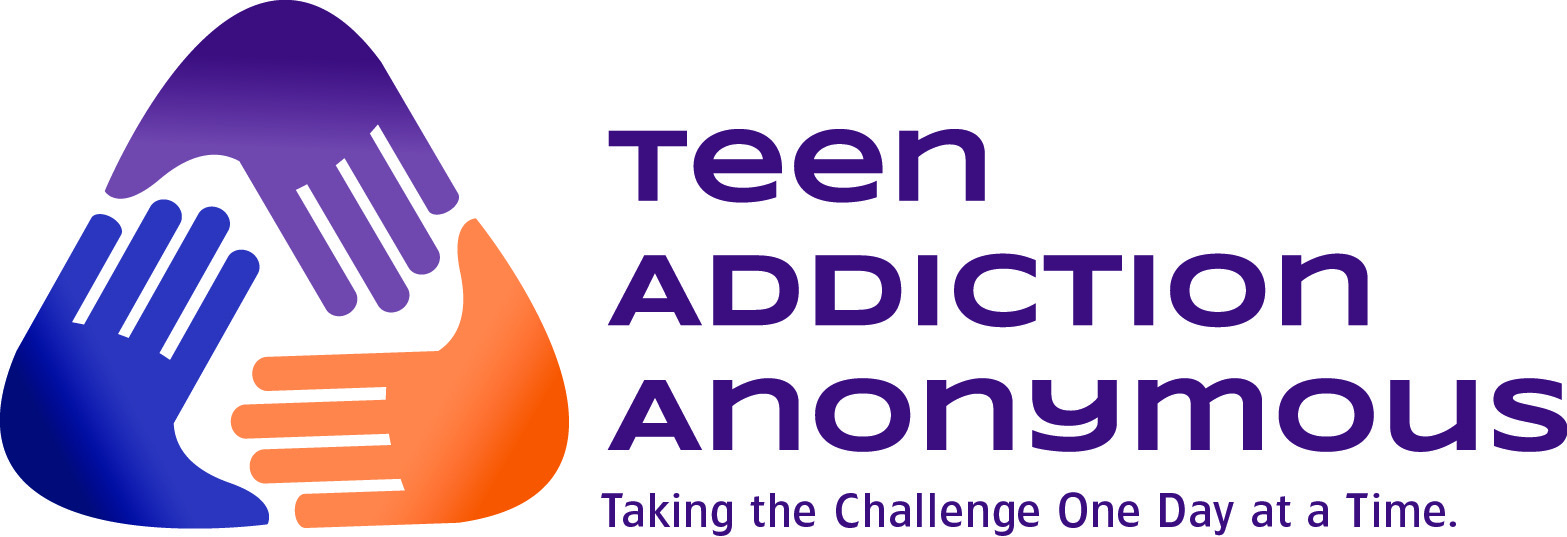 Teen
Addiction
Anonymous
Taking the Challenge One Day at a Time.